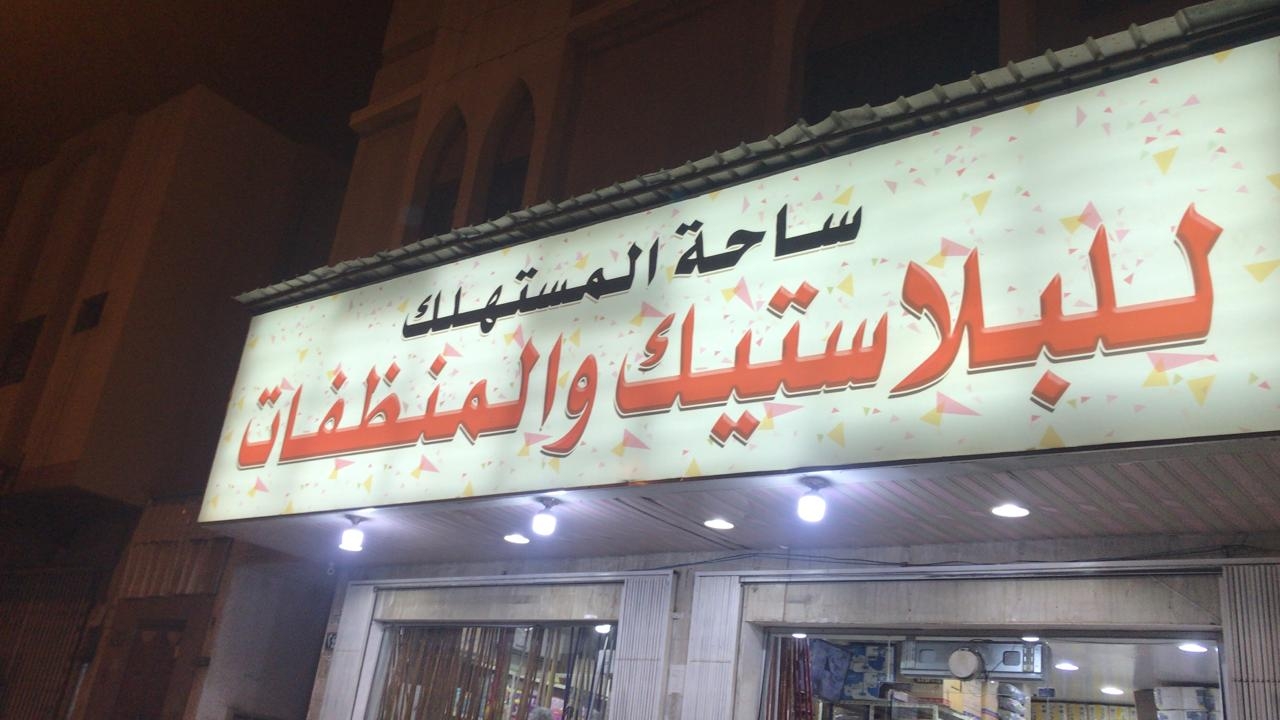 ساحة المستهلك
للبلاستيك والمنظفات